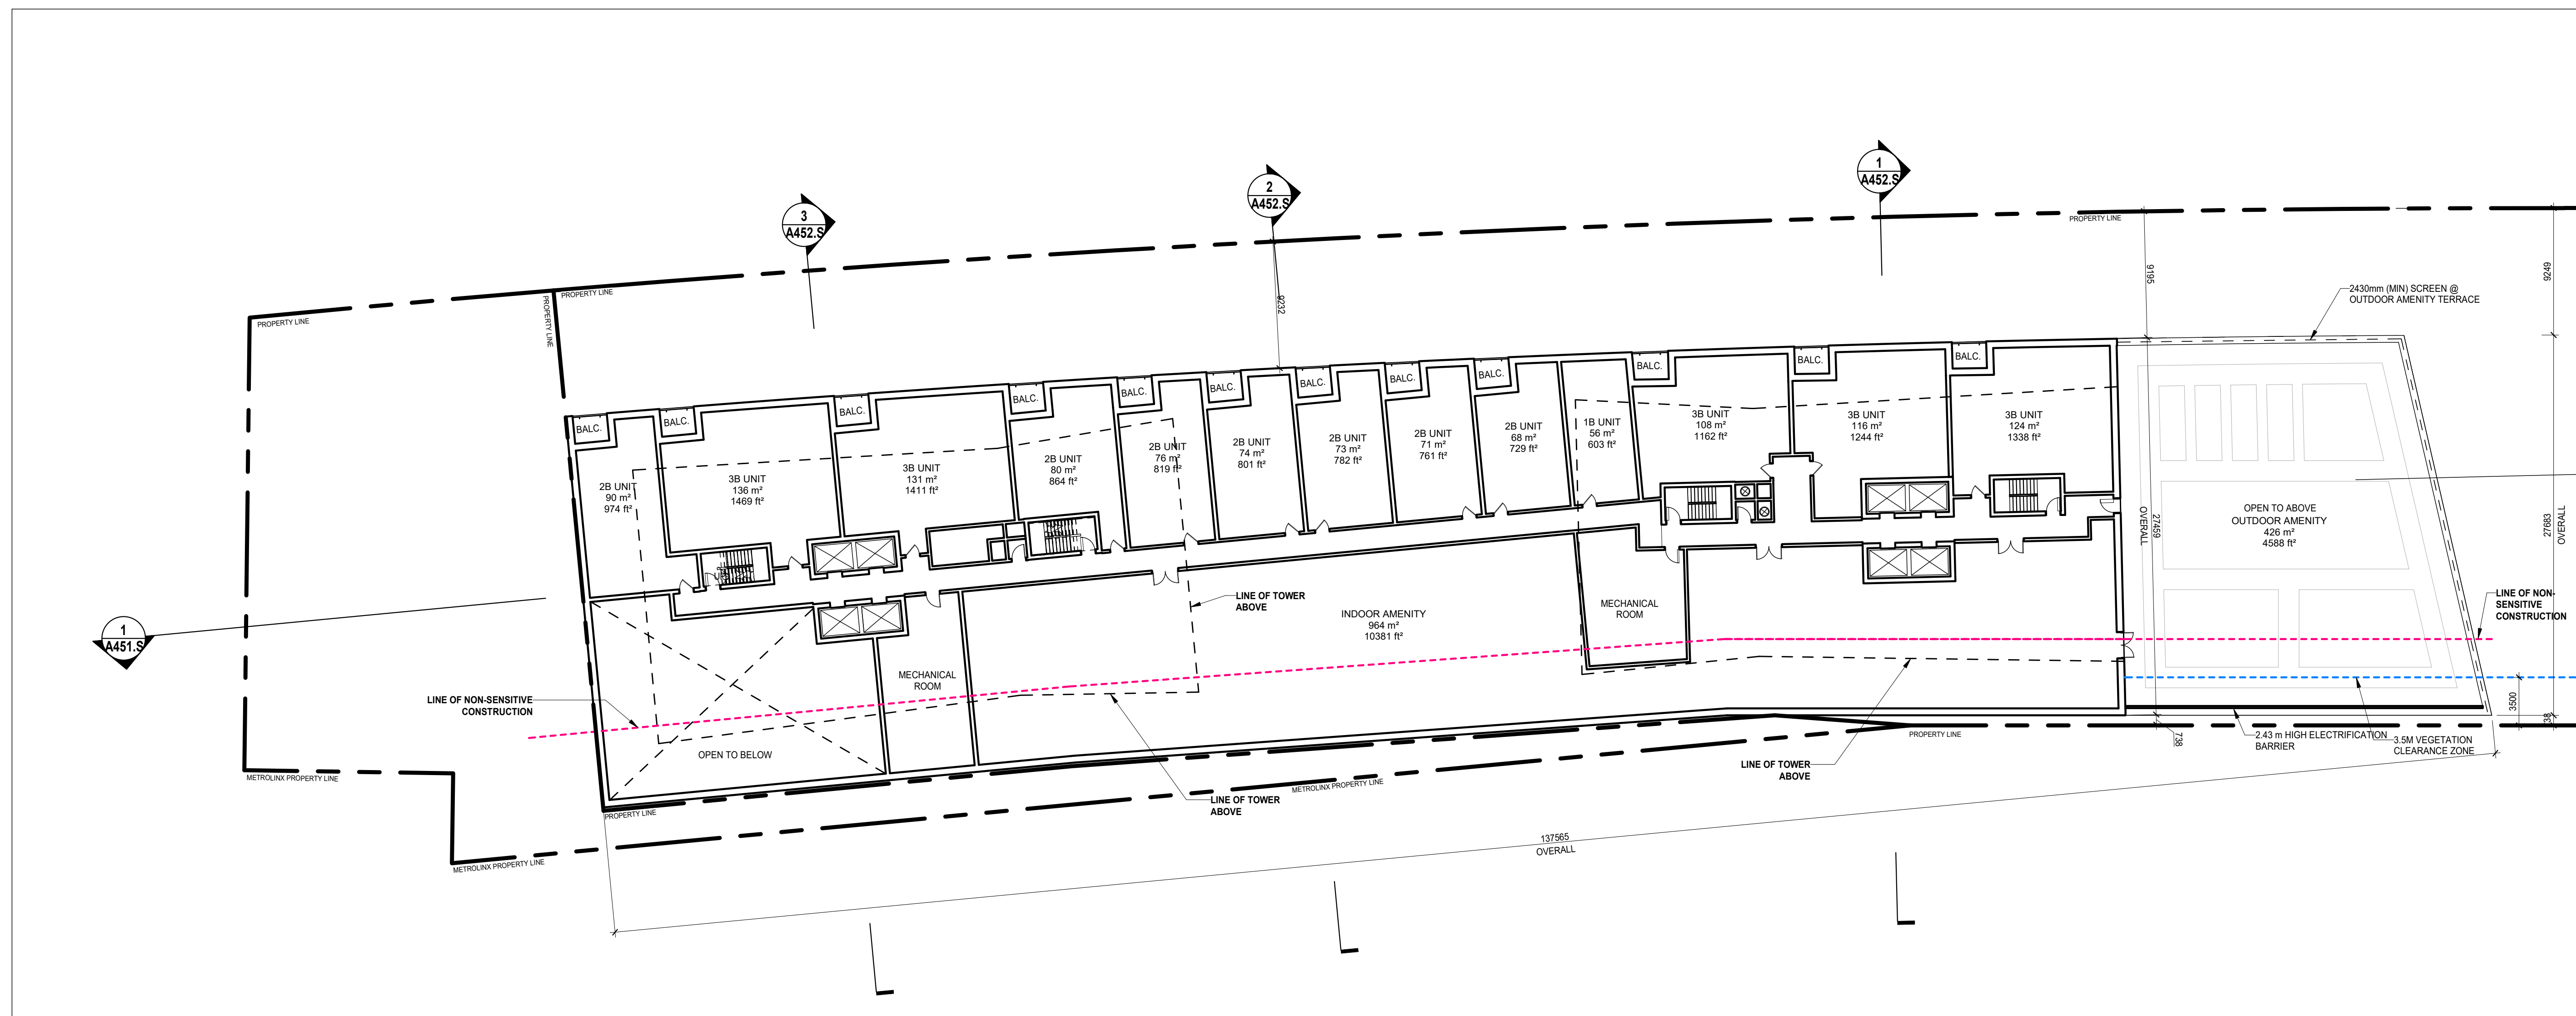 1
A452.S
2
A452.S
3
A452.S
PROPERTY LINE
PROPERTY LINE
PROPERTY LINE
PROPERTY LINE
9195
9249
9232
2430mm (MIN) SCREEN @
OUTDOOR AMENITY TERRACE
BALC.
BALC.
BALC.
BALC.
BALC.
BALC.
BALC.
BALC.
BALC.
BALC.
BALC.
BALC.
2B UNIT
90 m²
974 ft²
3B UNIT
136 m²
1469 ft²
3B UNIT
131 m²
1411 ft²
2B UNIT
80 m²
864 ft²
2B UNIT
76 m²
819 ft²
2B UNIT
74 m²
801 ft²
2B UNIT
73 m²
782 ft²
2B UNIT
71 m²
761 ft²
2B UNIT
68 m²
729 ft²
1B UNIT
56 m²
603 ft²
3B UNIT
108 m²
1162 ft²
3B UNIT
116 m²
1244 ft²
3B UNIT
124 m²
1338 ft²
OPEN TO ABOVE
OUTDOOR AMENITY
426 m²
4588 ft²
27459
OVERALL
27683
OVERALL
LINE OF NON-
SENSITIVE
CONSTRUCTION
1
A451.S
LINE OF TOWER
ABOVE
INDOOR AMENITY
964 m²
10381 ft²
MECHANICAL
ROOM
MECHANICAL
ROOM
LINE OF NON-SENSITIVE
CONSTRUCTION
OPEN TO BELOW
3500
738
PROPERTY LINE
2.43 m HIGH ELECTRIFICATION
BARRIER
3.5M VEGETATION
CLEARANCE ZONE
LINE OF TOWER
ABOVE
METROLINX PROPERTY LINE
METROLINX PROPERTY LINE
LINE OF TOWER
ABOVE
PROPERTY LINE
METROLINX PROPERTY LINE
137565
OVERALL